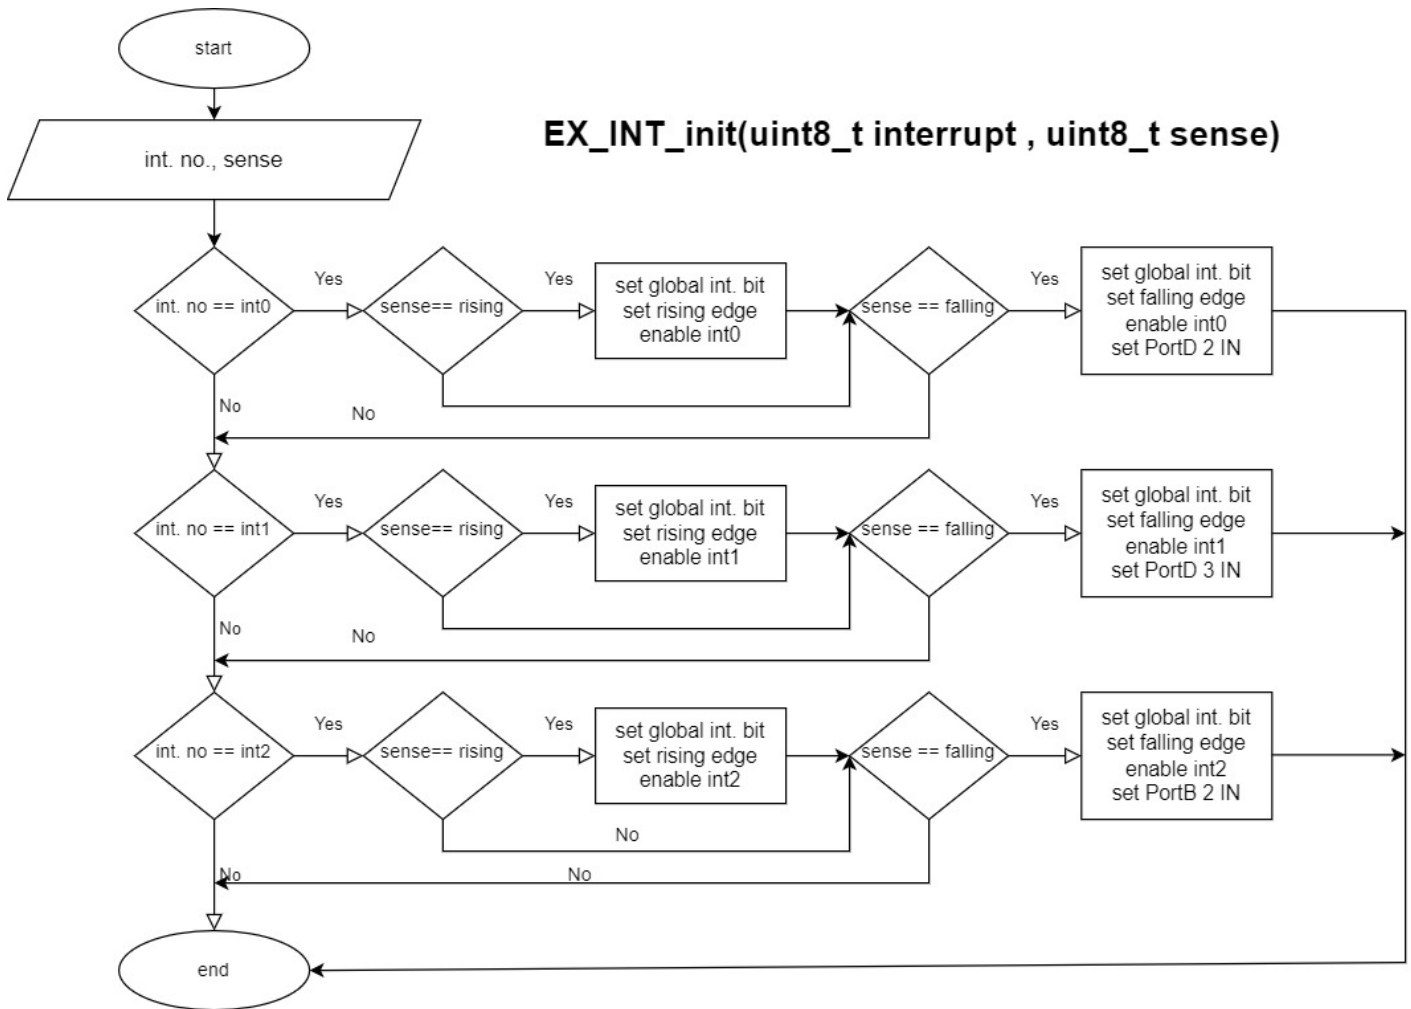 start
EX_INT_init(uint8_t interrupt , uint8_t sense)
int. no., sense
int. no == int0
Yes
sense== rising
Yes
set global int. bit
set rising edge
enable int0
sense == falling
Yes
set global int. bit
set falling edge
enable int0
set PortD 2 IN
No
No
int. no == int1
Yes
sense== rising
Yes
set global int. bit
set rising edge
enable int1
sense == falling
Yes
set global int. bit
set falling edge
enable int1
set PortD 3 IN
No
No
int. no == int2
Yes
sense== rising
Yes
set global int. bit
set rising edge
enable int2
sense == falling
Yes
set global int. bit
set falling edge
enable int2
set PortB 2 IN
No
No
No
end